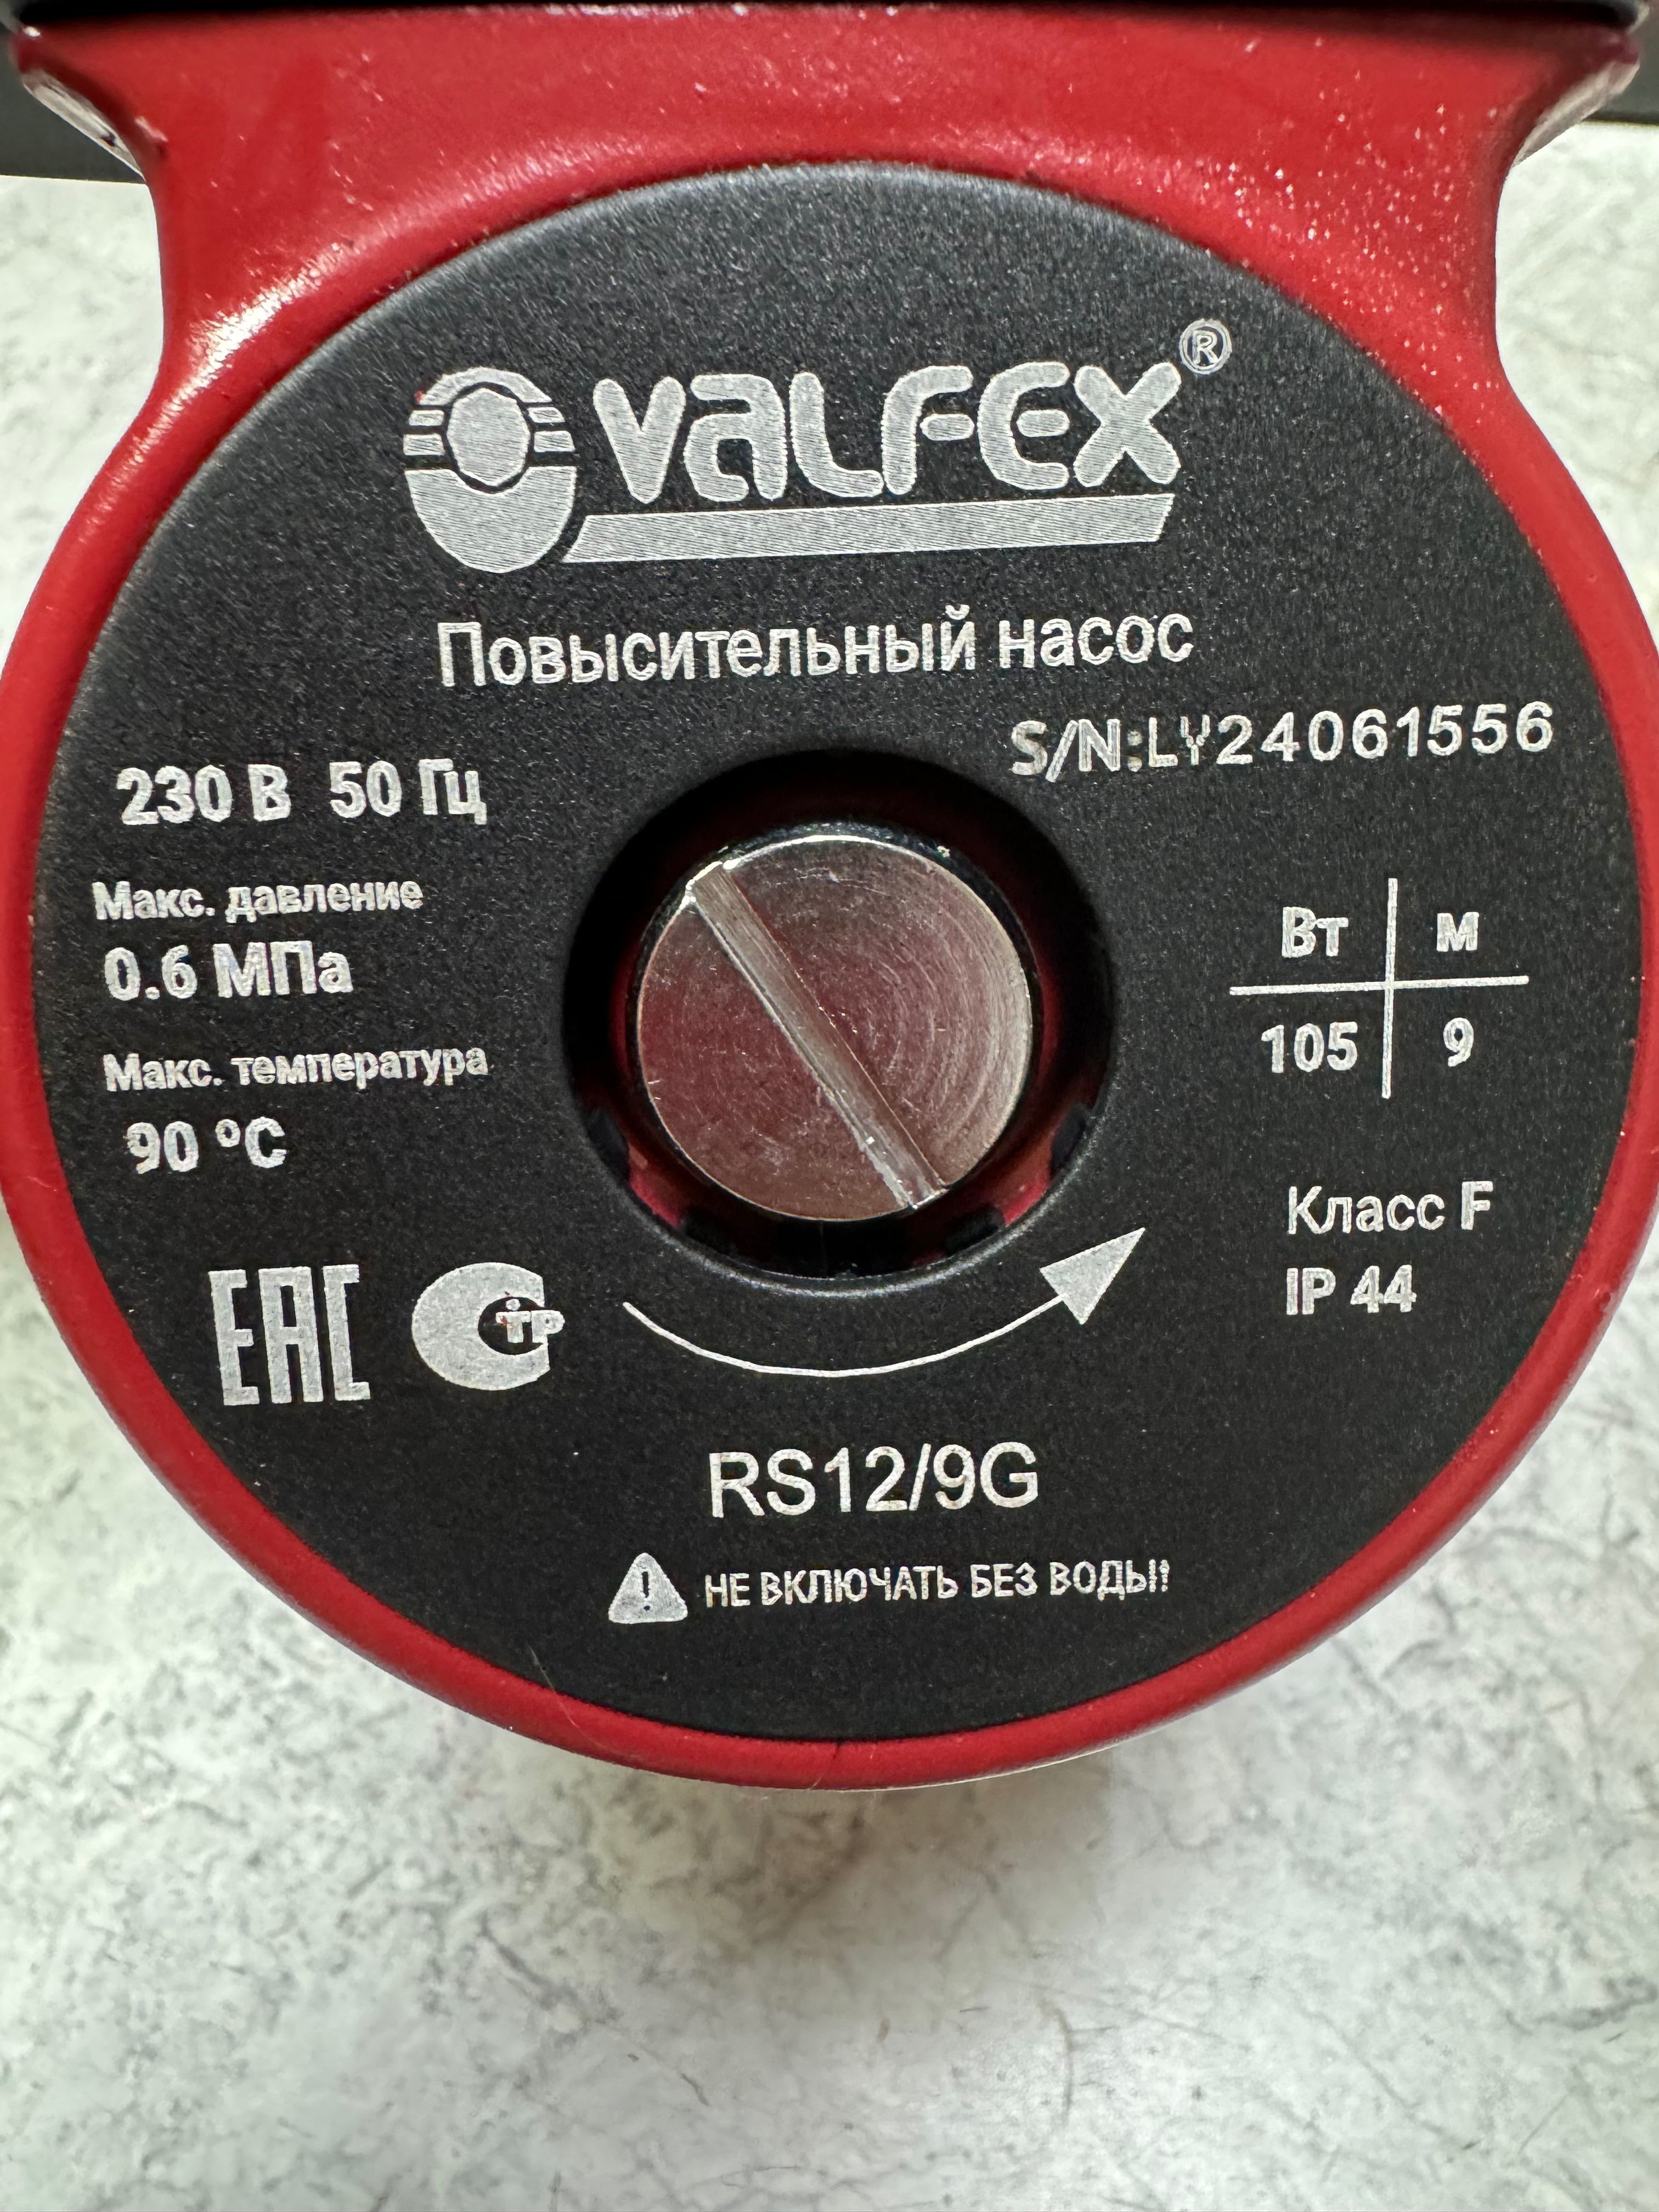 VALFEX®
Повысительный насос
S/N:LY24061556
230 В 50 Гц
Макс. давление
0.6 МПа
Макс. температура
90 °C
Вт м
105 9
Класс F
IP 44
EAC
СТР
RS12/9G
НЕ ВКЛЮЧАТЬ БЕЗ ВОДЫ!!